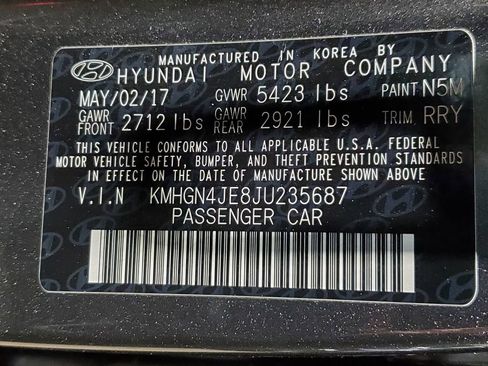 MANUFACTURED IN KOREA BY
HYUNDAI MOTOR COMPANY
MAY/02/17 GVWR 5423 lbs PAINT N5M
GAWR FRONT 2712 lbs GAWR REAR 2921 lbs TRIM RRY
THIS VEHICLE CONFORMS TO ALL APPLICABLE U.S.A. FEDERAL
MOTOR VEHICLE SAFETY, BUMPER, AND THEFT PREVENTION STANDARDS
IN EFFECT ON THE DATE OF MANUFACTURE SHOWN ABOVE
V.I.N KMHGN4JE8JU235687
PASSENGER CAR